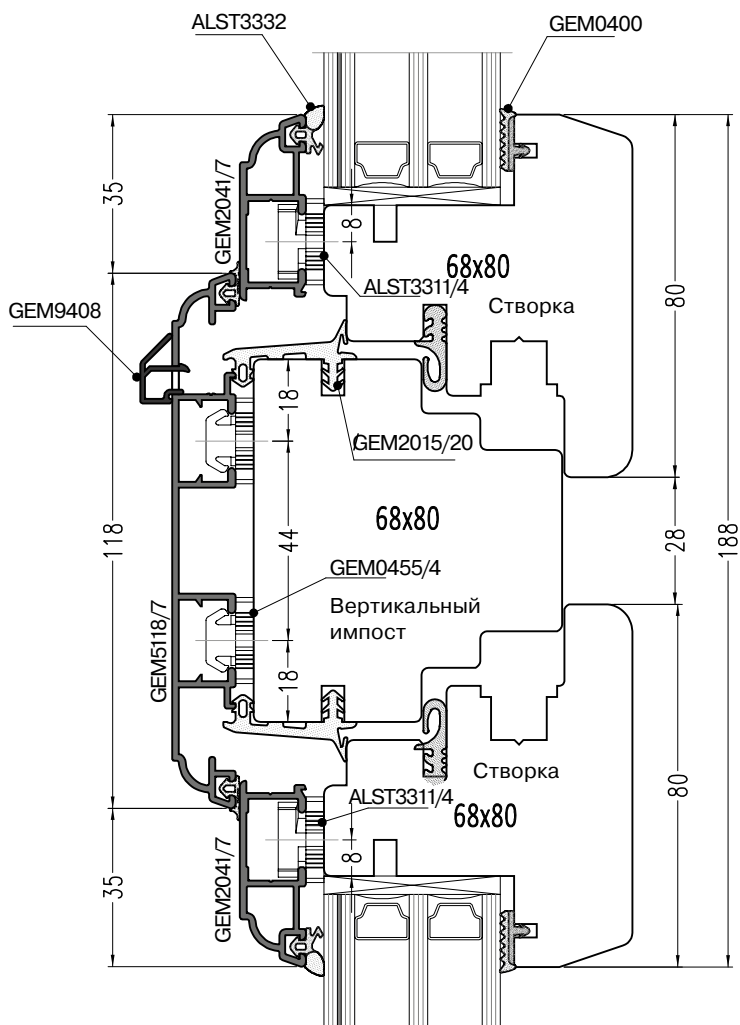 ALST3332
GEM0400
35
GEM2041/7
8
68x80
ALST3311/4
Створка
80
GEM9408
18
GEM2015/20
118
44
68x80
28
188
GEM0455/4
Вертикальный
импост
GEM5118/7
18
Створка
80
ALST3311/4
68x80
8
35
GEM2041/7